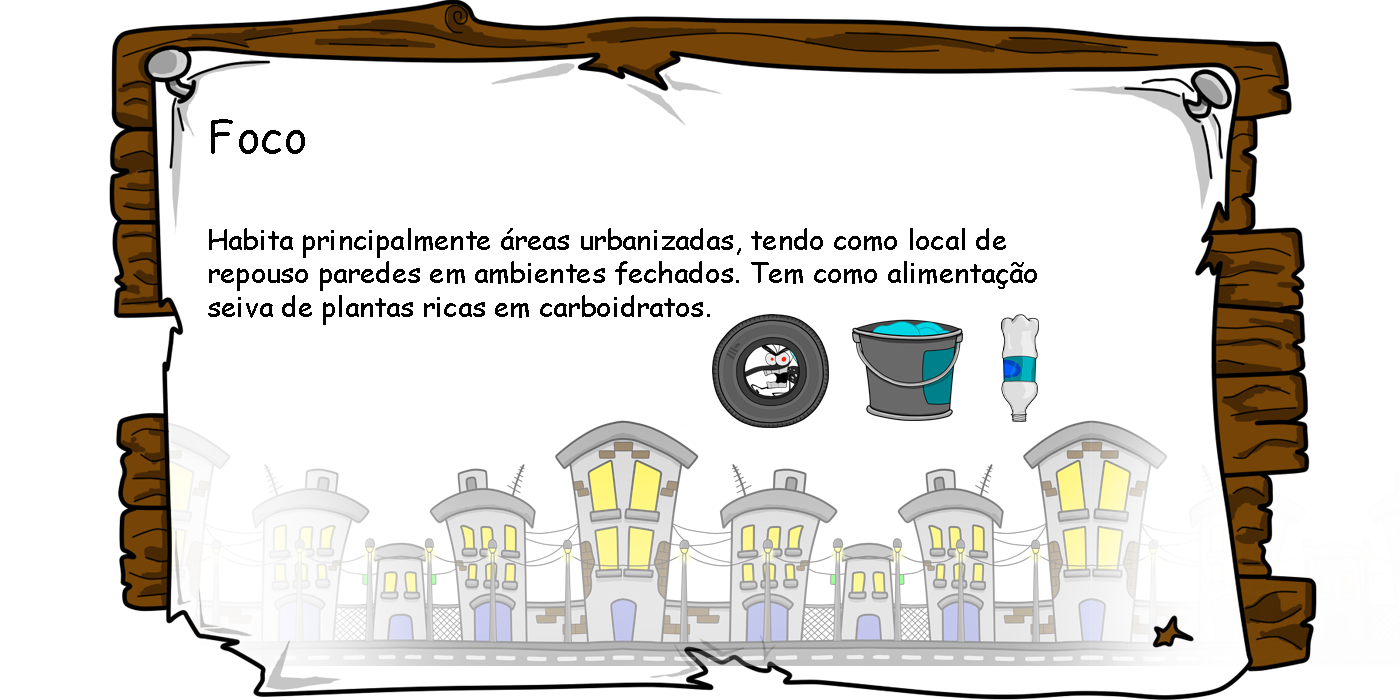 Foco
Habita principalmente áreas urbanizadas, tendo como local de
repouso paredes em ambientes fechados. Tem como alimentação
seiva de plantas ricas em carboidratos.